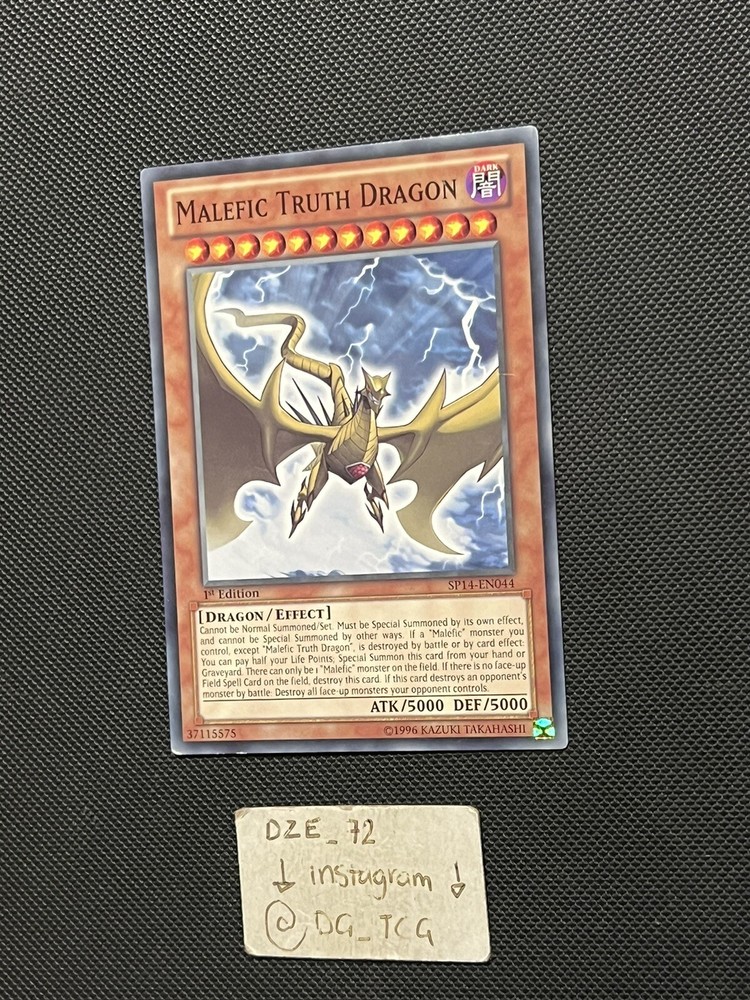 MALEFIC TRUTH DRAGON
DARK
闇
1st Edition
SP14-EN044
[DRAGON/EFFECT]
Cannot be Normal Summoned/Set. Must be Special Summoned by its own effect,
and cannot be Special Summoned by other ways. If a "Malefic" monster you
control, except "Malefic Truth Dragon", is destroyed by battle or by card effect:
You can pay half your Life Points; Special Summon this card from your hand or
Graveyard. There can only be 1 "Malefic" monster on the field. If there is no face-up
Field Spell Card on the field, destroy this card. If this card destroys an opponent's
monster by battle: Destroy all face-up monsters your opponent controls.
ATK/5000 DEF/5000
37115575
©1996 KAZUKI TAKAHASHI
DZE_72
↓ instagram ↓
@DG_TCG